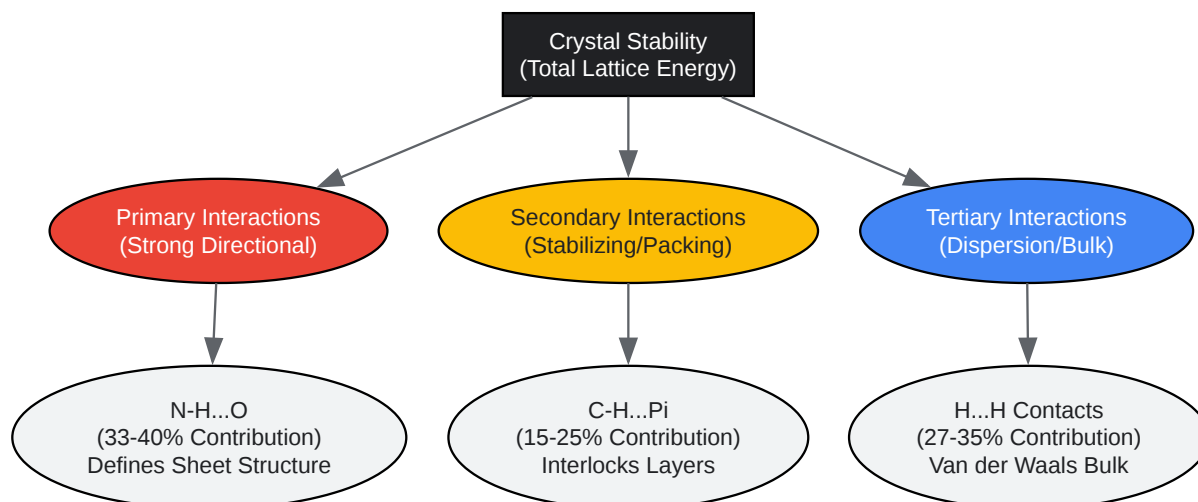 Crystal Stability
(Total Lattice Energy)
Primary Interactions
(Strong Directional)
Secondary Interactions
(Stabilizing/Packing)
Tertiary Interactions
(Dispersion/Bulk)
N-H...O
(33-40% Contribution)
Defines Sheet Structure
C-H...Pi
(15-25% Contribution)
Interlocks Layers
H...H Contacts
(27-35% Contribution)
Van der Waals Bulk